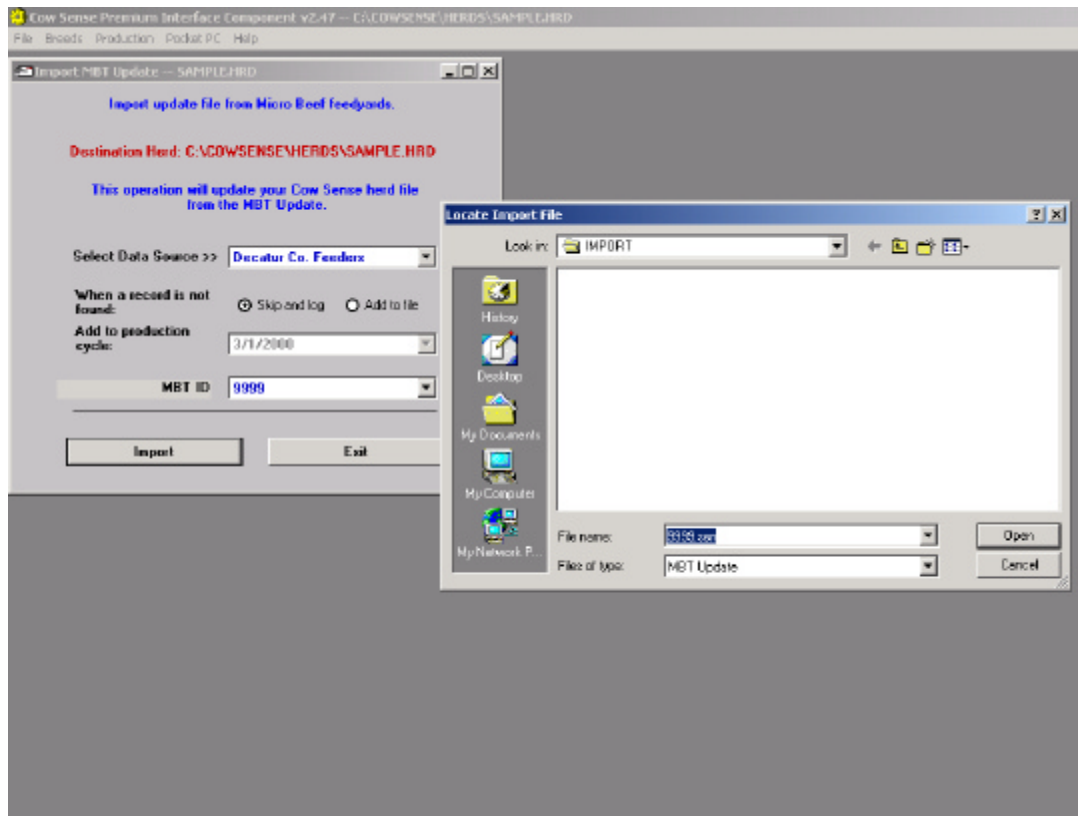 Cow Sense Premium Interface Component v2.47 -- C:\COWSENSE\HERDS\SAMPLE.HRD
File Breeds Production Pocket PC Help
Import MBT Update -- SAMPLE.HRD
Import update file from Micro Beef feedyards.
Destination Herd: C:\COWSENSE\HERDS\SAMPLE.HRD
This operation will update your Cow Sense herd file
from the MBT Update.
Select Data Source >> Decatur Co. Feeders
When a record is not
found:
Skip and log Add to file
Add to production
cycle:
3/1/2000
MBT ID 9999
Import Exit
Locate Import File
Look in: IMPORT
History
Desktop
My Documents
My Computer
My Network P...
File name:
Open
Files of type: MBT Update
Cancel